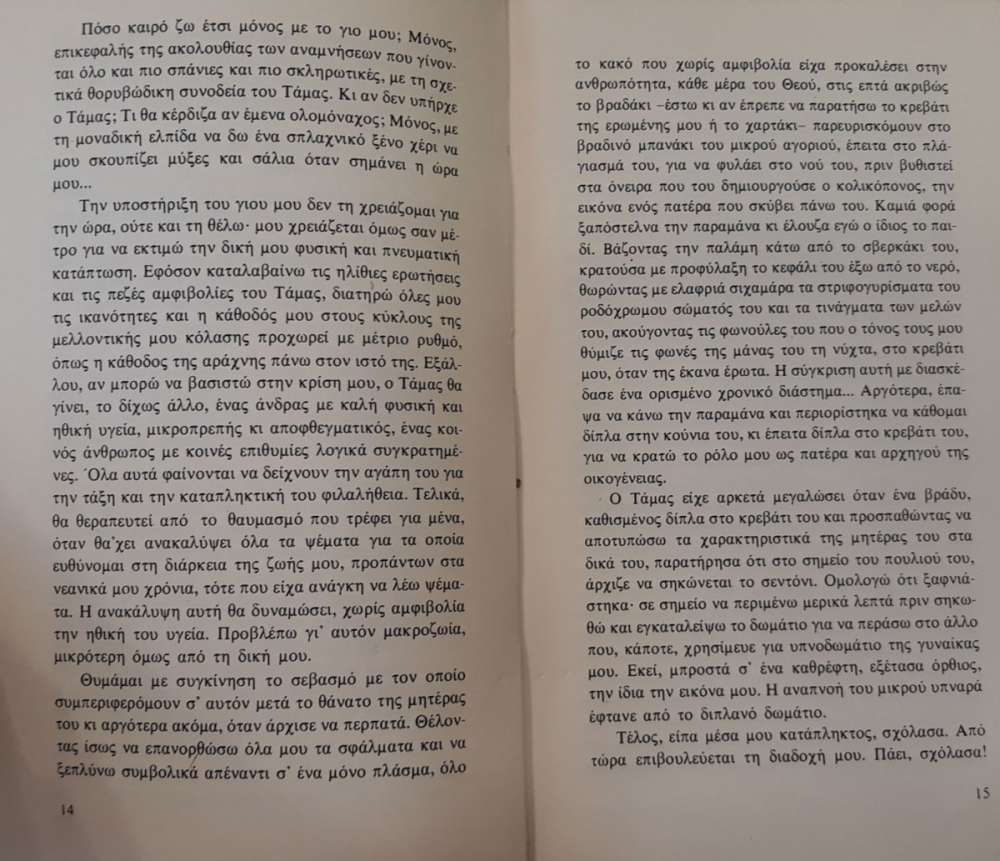 Πόσο καιρό ζω έτσι μόνος με το γιο μου; Μόνος,
επικεφαλής της ακολουθίας των αναμνήσεων που γίνον-
ται όλο και πιο σπάνιες και πιο σκληρωτικές, με τη σχε-
τικά θορυβώδικη συνοδεία του Τάμας. Κι αν δεν υπήρχε
ο Τάμας; Τι θα κέρδιζα αν έμενα ολομόναχος; Μόνος, με
τη μοναδική ελπίδα να δω ένα σπλαχνικό ξένο χέρι να
μου σκουπίζει μύξες και σάλια όταν σημάνει η ώρα
μου...
Την υποστήριξη του γιου μου δεν τη χρειάζομαι για
την ώρα, ούτε και τη θέλω· μου χρειάζεται όμως σαν μέ-
τρο για να εκτιμώ την δική μου φυσική και πνευματική
κατάπτωση. Εφόσον καταλαβαίνω τις ηλίθιες ερωτήσεις
και τις πεζές αμφιβολίες του Τάμας, διατηρώ όλες μου
τις ικανότητες και η κάθοδός μου στους κύκλους της
μελλοντικής μου κόλασης προχωρεί με μέτριο ρυθμό,
όπως η κάθοδος της αράχνης πάνω στον ιστό της. Εξάλ-
λου, αν μπορώ να βασιστώ στην κρίση μου, ο Τάμας θα
γίνει, το δίχως άλλο, ένας άνδρας με καλή φυσική και
ηθική υγεία, μικροπρεπής κι αποφθεγματικός, ένας κοι-
νός άνθρωπος με κοινές επιθυμίες λογικά συγκρατημέ-
νες. Όλα αυτά φαίνονται να δείχνουν την αγάπη του για
την τάξη και την καταπληκτική του φιλαλήθεια. Τελικά,
θα θεραπευτεί από το θαυμασμό που τρέφει για μένα,
όταν θα'χει ανακαλύψει όλα τα ψέματα για τα οποία
ευθύνομαι στη διάρκεια της ζωής μου, προπάντων στα
νεανικά μου χρόνια, τότε που είχα ανάγκη να λέω ψέμα-
τα. Η ανακάλυψη αυτή θα δυναμώσει, χωρίς αμφιβολία
την ηθική του υγεία. Προβλέπω γι' αυτόν μακροζωία,
μικρότερη όμως από τη δική μου.
Θυμάμαι με συγκίνηση το σεβασμό με τον οποίο
συμπεριφερόμουν σ' αυτόν μετά το θάνατο της μητέρας
του κι αργότερα ακόμα, όταν άρχισε να περπατά. Θέλον-
τας ίσως να επανορθώσω όλα μου τα σφάλματα και να
ξεπλύνω συμβολικά απέναντι σ' ένα μόνο πλάσμα, όλο
14
το κακό που χωρίς αμφιβολία είχα προκαλέσει στην
ανθρωπότητα, κάθε μέρα του Θεού, στις επτά ακριβώς
το βραδάκι –έστω κι αν έπρεπε να παρατήσω το κρεβάτι
της ερωμένης μου ή το χαρτάκι– παρευρισκόμουν στο
βραδινό μπανάκι του μικρού αγοριού, έπειτα στο πλά-
γιασμά του, για να φυλάει στο νού του, πριν βυθιστεί
στα όνειρα που του δημιουργούσε ο κολικόπονος, την
εικόνα ενός πατέρα που σκύβει πάνω του. Καμιά φορά
ξαπόστελνα την παραμάνα κι έλουζα εγώ ο ίδιος το παι-
δί. Βάζοντας την παλάμη κάτω από το σβερκάκι του,
κρατούσα με προφύλαξη το κεφάλι του έξω από το νερό,
θωρώντας με ελαφριά σιχαμάρα τα στριφογυρίσματα του
ροδόχρωμου σώματός του και τα τινάγματα των μελών
του, ακούγοντας τις φωνούλες του που ο τόνος τους μου
θύμιζε τις φωνές της μάνας του τη νύχτα, στο κρεβάτι
μου, όταν της έκανα έρωτα. Η σύγκριση αυτή με διασκέ-
δασε ένα ορισμένο χρονικό διάστημα... Αργότερα, έπα-
ψα να κάνω την παραμάνα και περιορίστηκα να κάθομαι
δίπλα στην κούνια του, κι έπειτα δίπλα στο κρεβάτι του,
για να κρατώ το ρόλο μου ως πατέρα και αρχηγού της
οικογένειας.
Ο Τάμας είχε αρκετά μεγαλώσει όταν ένα βράδυ,
καθισμένος δίπλα στο κρεβάτι του και προσπαθώντας να
αποτυπώσω τα χαρακτηριστικά της μητέρας του στα
δικά του, παρατήρησα ότι στο σημείο του πουλιού του,
άρχιζε να σηκώνεται το σεντόνι. Ομολογώ ότι ξαφνιά-
στηκα· σε σημείο να περιμένω μερικά λεπτά πριν σηκω-
θώ και εγκαταλείψω το δωμάτιο για να περάσω στο άλλο
που, κάποτε, χρησίμευε για υπνοδωμάτιο της γυναίκας
μου. Εκεί, μπροστά σ' ένα καθρέφτη, εξέτασα όρθιος,
την ίδια την εικόνα μου. Η αναπνοή του μικρού υπναρά
έφτανε από το διπλανό δωμάτιο.
Τέλος, είπα μέσα μου κατάπληκτος, σχόλασα. Από
τώρα επιβουλεύεται τη διαδοχή μου. Πάει, σχόλασα!
15